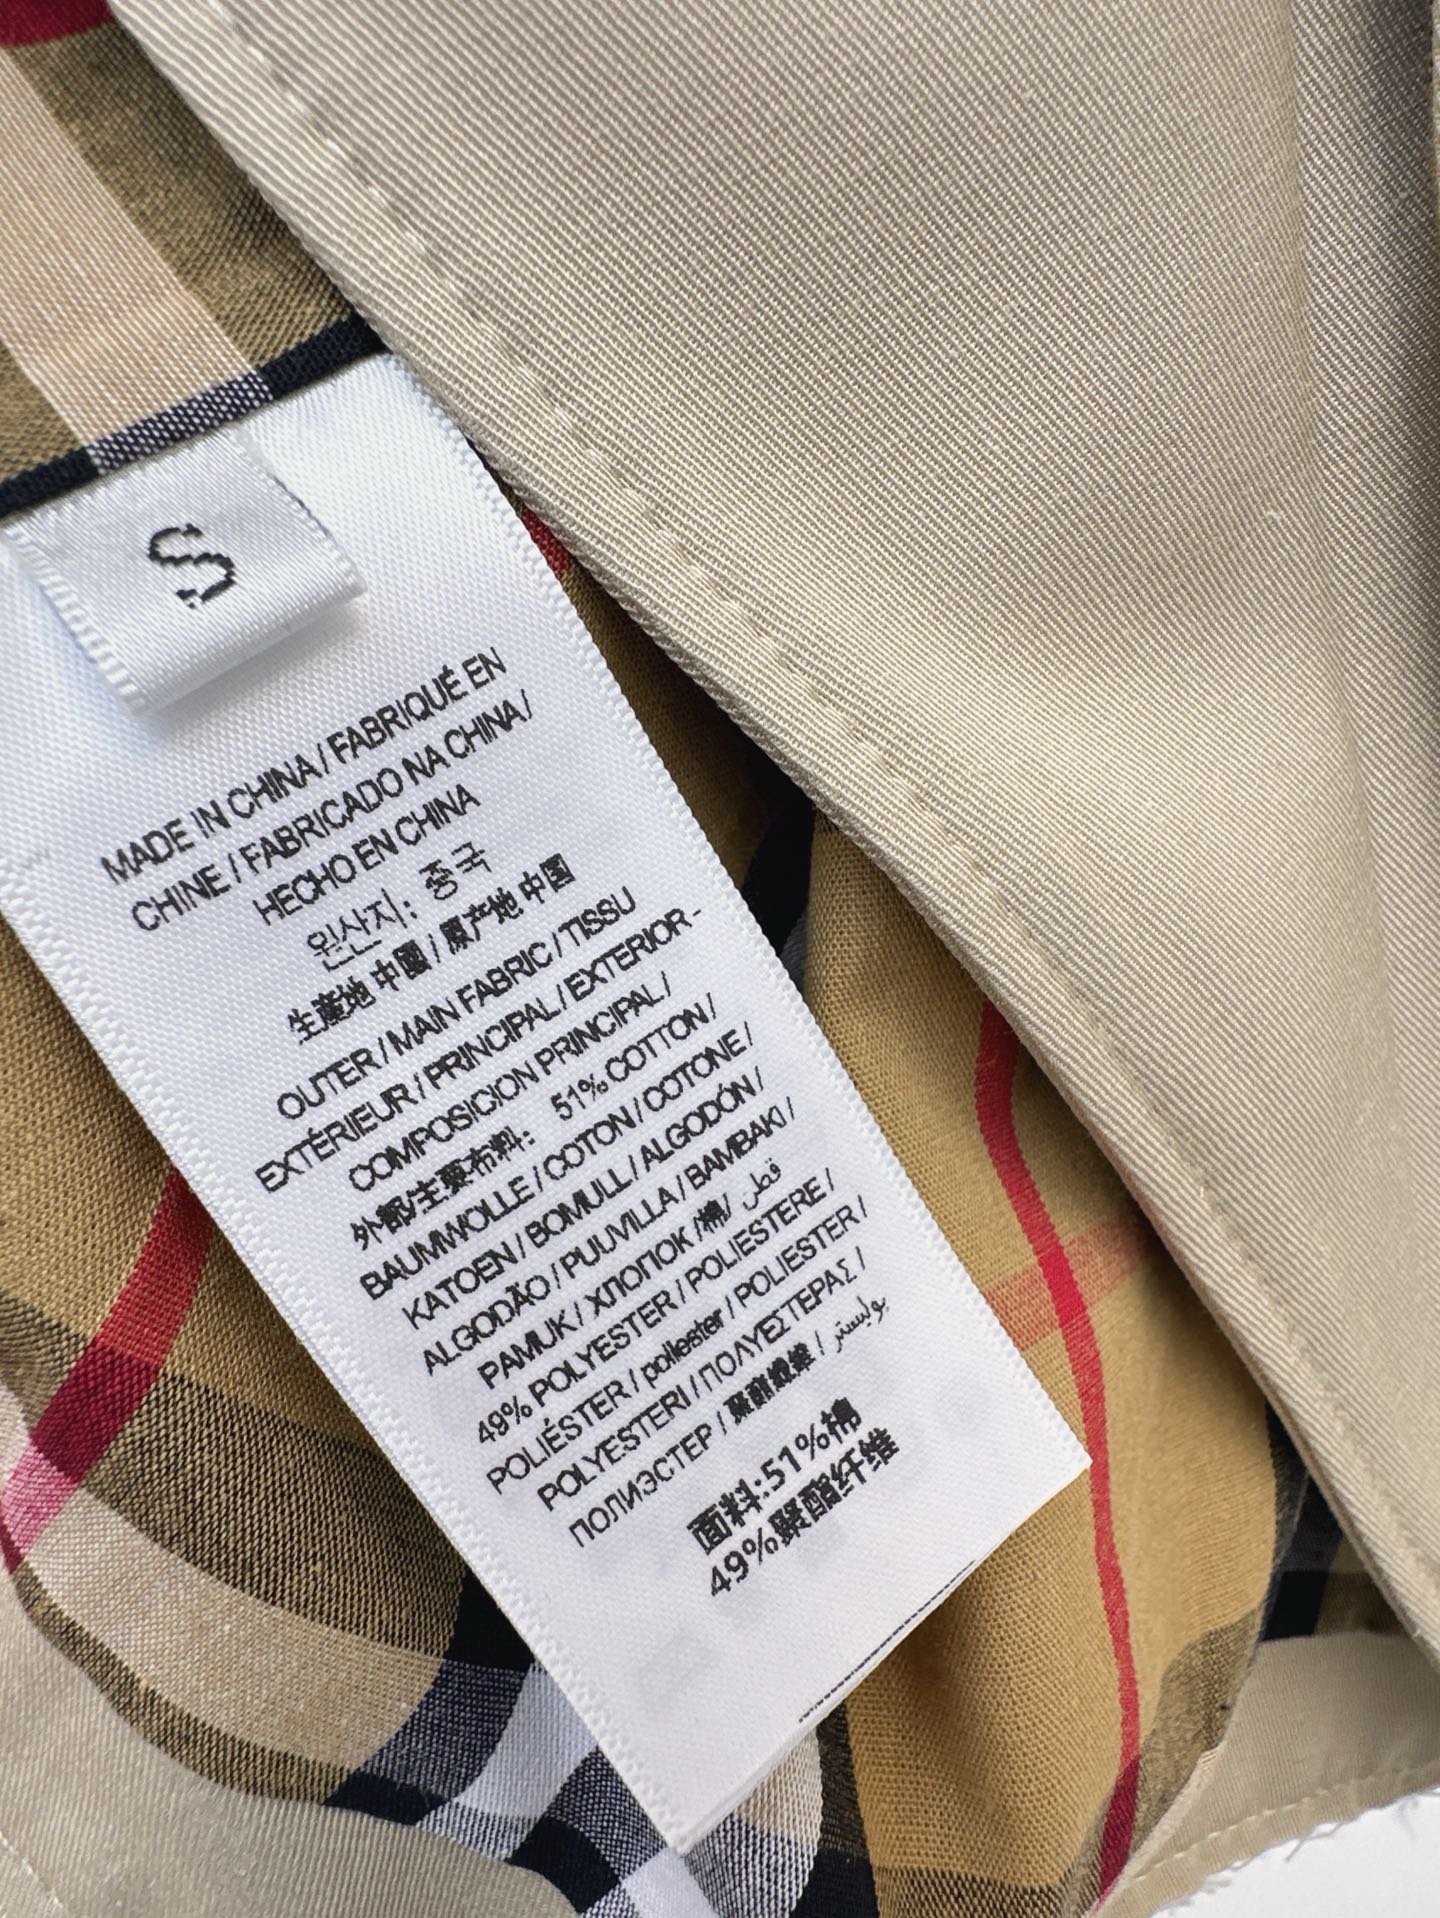 S
MADE IN CHINA / FABRIQUÉ EN
CHINE / FABRICADO NA CHINA /
HECHO EN CHINA
원산지: 중국
生産地 中國 / 原产地 中国
OUTER / MAIN FABRIC / TISSU
EXTÉRIEUR / PRINCIPAL / EXTERIOR -
COMPOSICION PRINCIPAL /
外部/主要布料: 51% COTTON /
BAUMWOLLE / COTON / COTONE /
KATOEN / BOMULL / ALGODÓN /
ALGODÃO / PUUVILLA / BAMBAKI /
PAMUK / ХЛОПОК / 棉/ قطن
49% POLYESTER / POLIESTERE /
POLIÉSTER / poliester / POLIESTER /
POLYESTERI / ΠΟΛΥΕΣΤΕΡΑΣ /
ПОЛИЭСТЕР / 聚酯纖維 / بوليستر
面料:51%棉
49%聚酯纤维